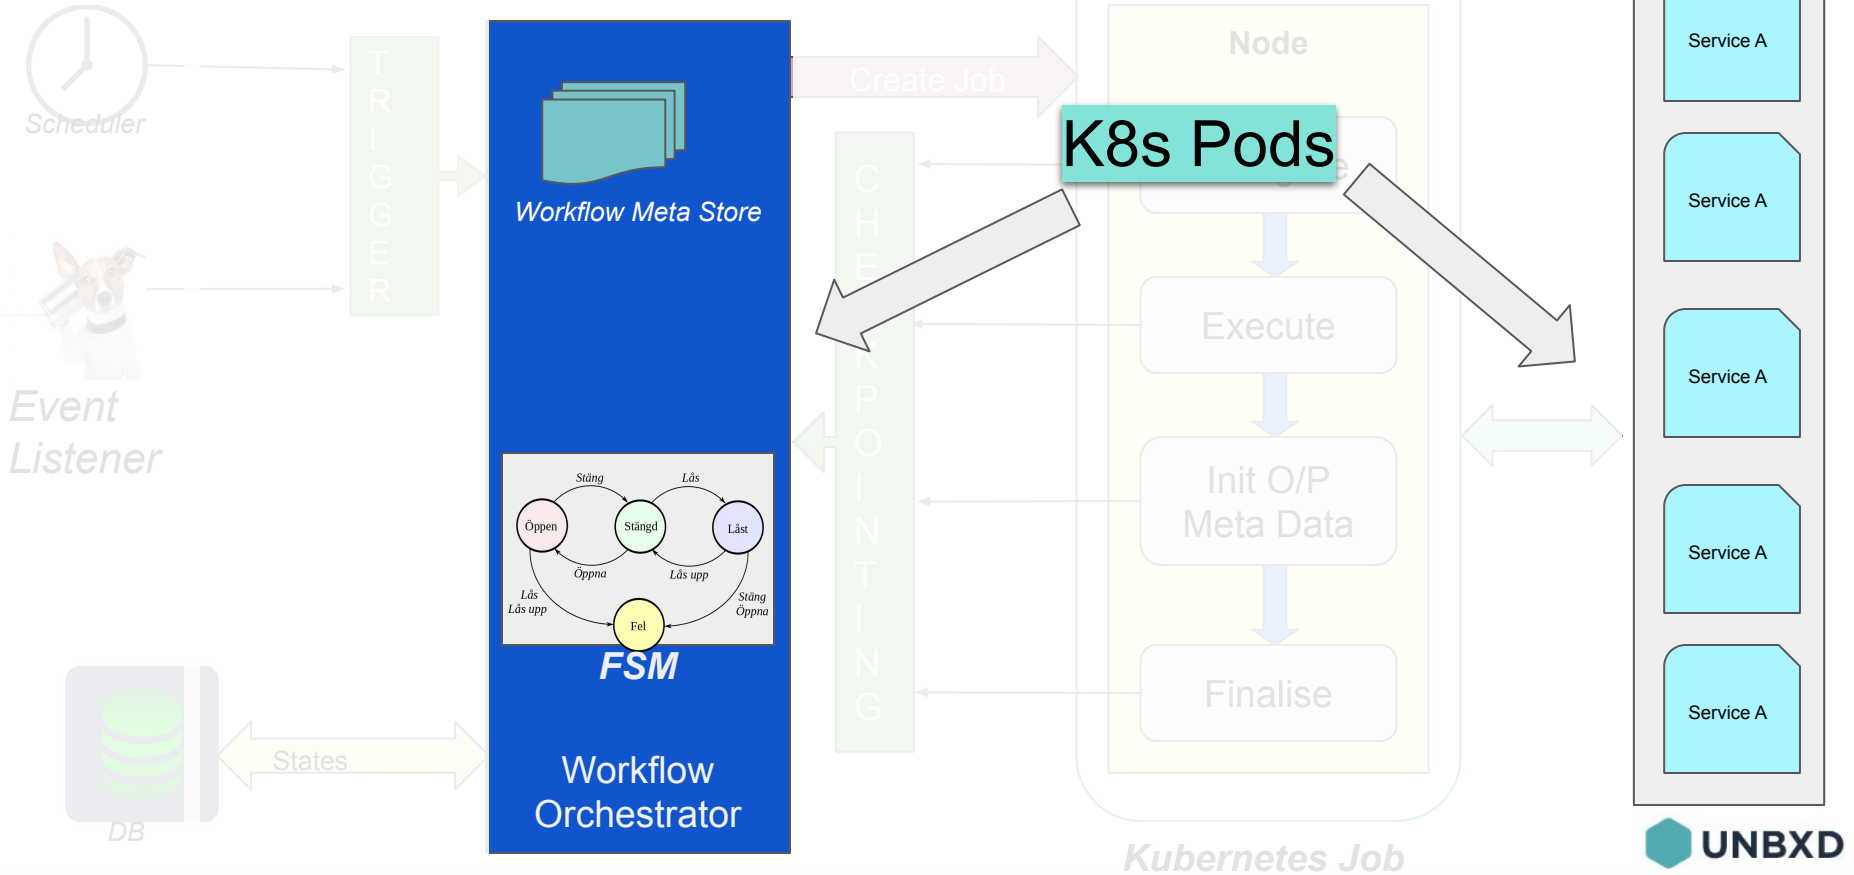 Scheduler
T
R
I
G
G
E
R
Event
Listener
States
DB
Workflow Meta Store
Stäng
Lås
Öppen
Stängd
Låst
Öppna
Lås upp
Lås
Lås upp
Stäng
Öppna
Fel
FSM
Workflow
Orchestrator
Create Job
C
H
E
K
P
O
I
N
T
I
N
G
Node
K8s Pods
Execute
Init O/P
Meta Data
Finalise
Kubernetes Job
Service A
Service A
Service A
Service A
Service A
UNBXD